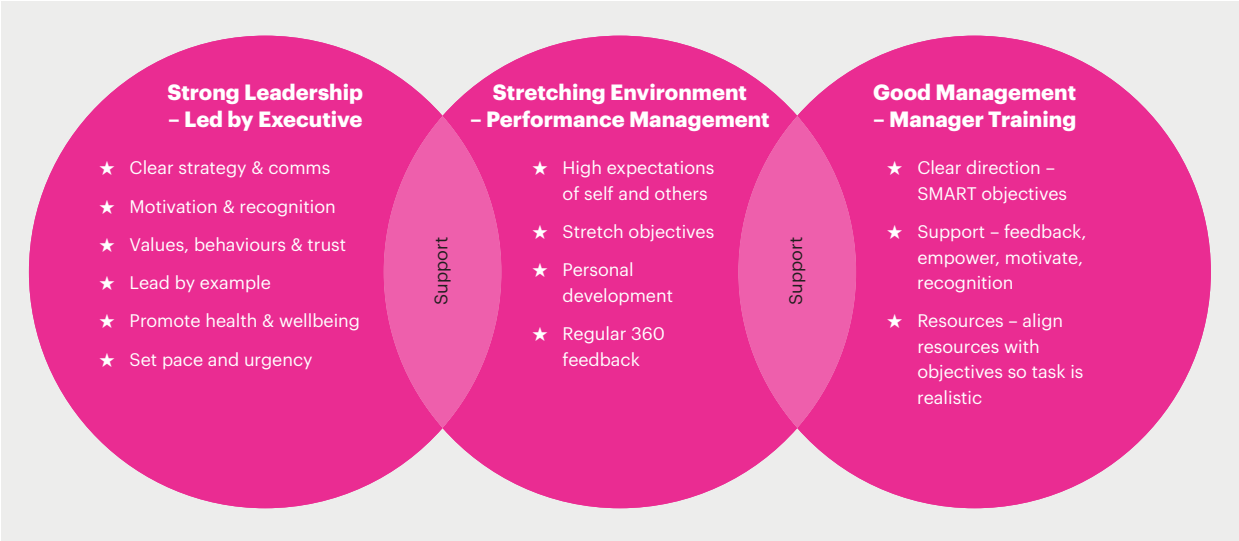 Strong Leadership
– Led by Executive
★ Clear strategy & comms
★ Motivation & recognition
★ Values, behaviours & trust
★ Lead by example
★ Promote health & wellbeing
★ Set pace and urgency
Support
Stretching Environment
– Performance Management
★ High expectations
of self and others
★ Stretch objectives
★ Personal
development
★ Regular 360
feedback
Support
Good Management
– Manager Training
★ Clear direction –
SMART objectives
★ Support – feedback,
empower, motivate,
recognition
★ Resources – align
resources with
objectives so task is
realistic